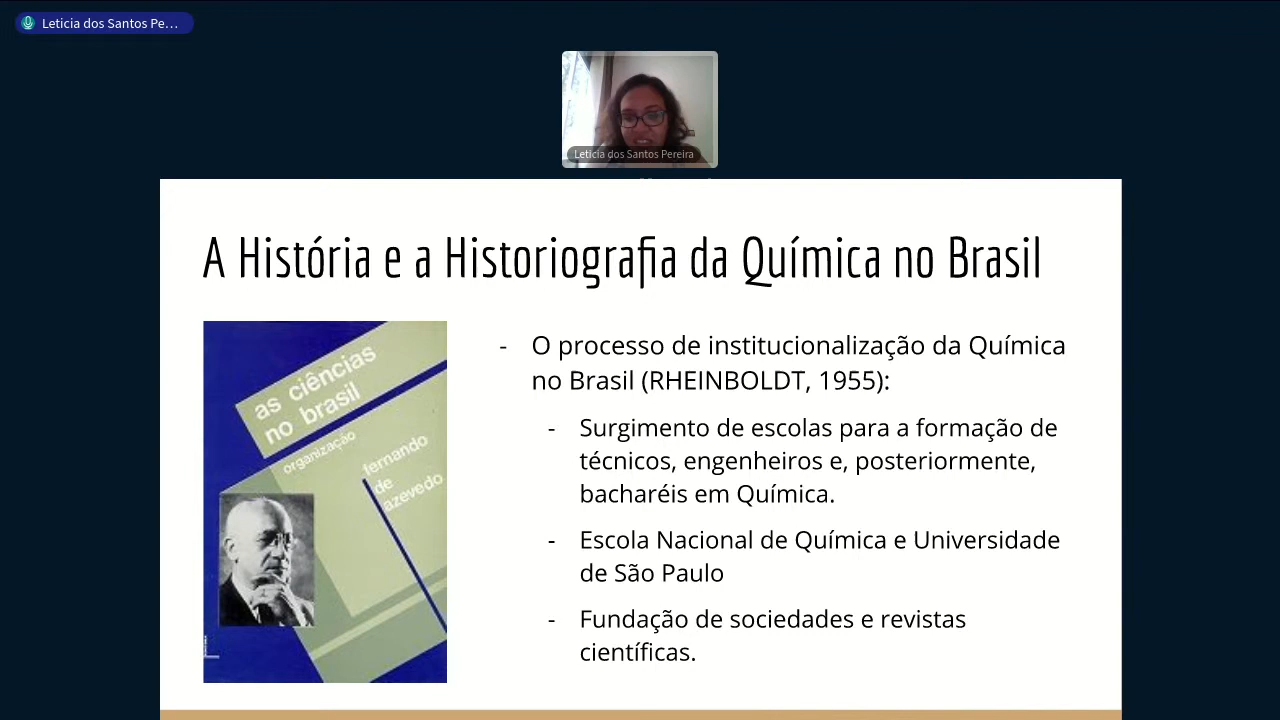 Leticia dos Santos Pe...
Leticia dos Santos Pereira
A História e a Historiografia da Química no Brasil
as ciências
no brasil
organização
fernando
de
azevedo
- O processo de institucionalização da Química
no Brasil (RHEINBOLDT, 1955):
- Surgimento de escolas para a formação de
técnicos, engenheiros e, posteriormente,
bacharéis em Química.
- Escola Nacional de Química e Universidade
de São Paulo
- Fundação de sociedades e revistas
científicas.